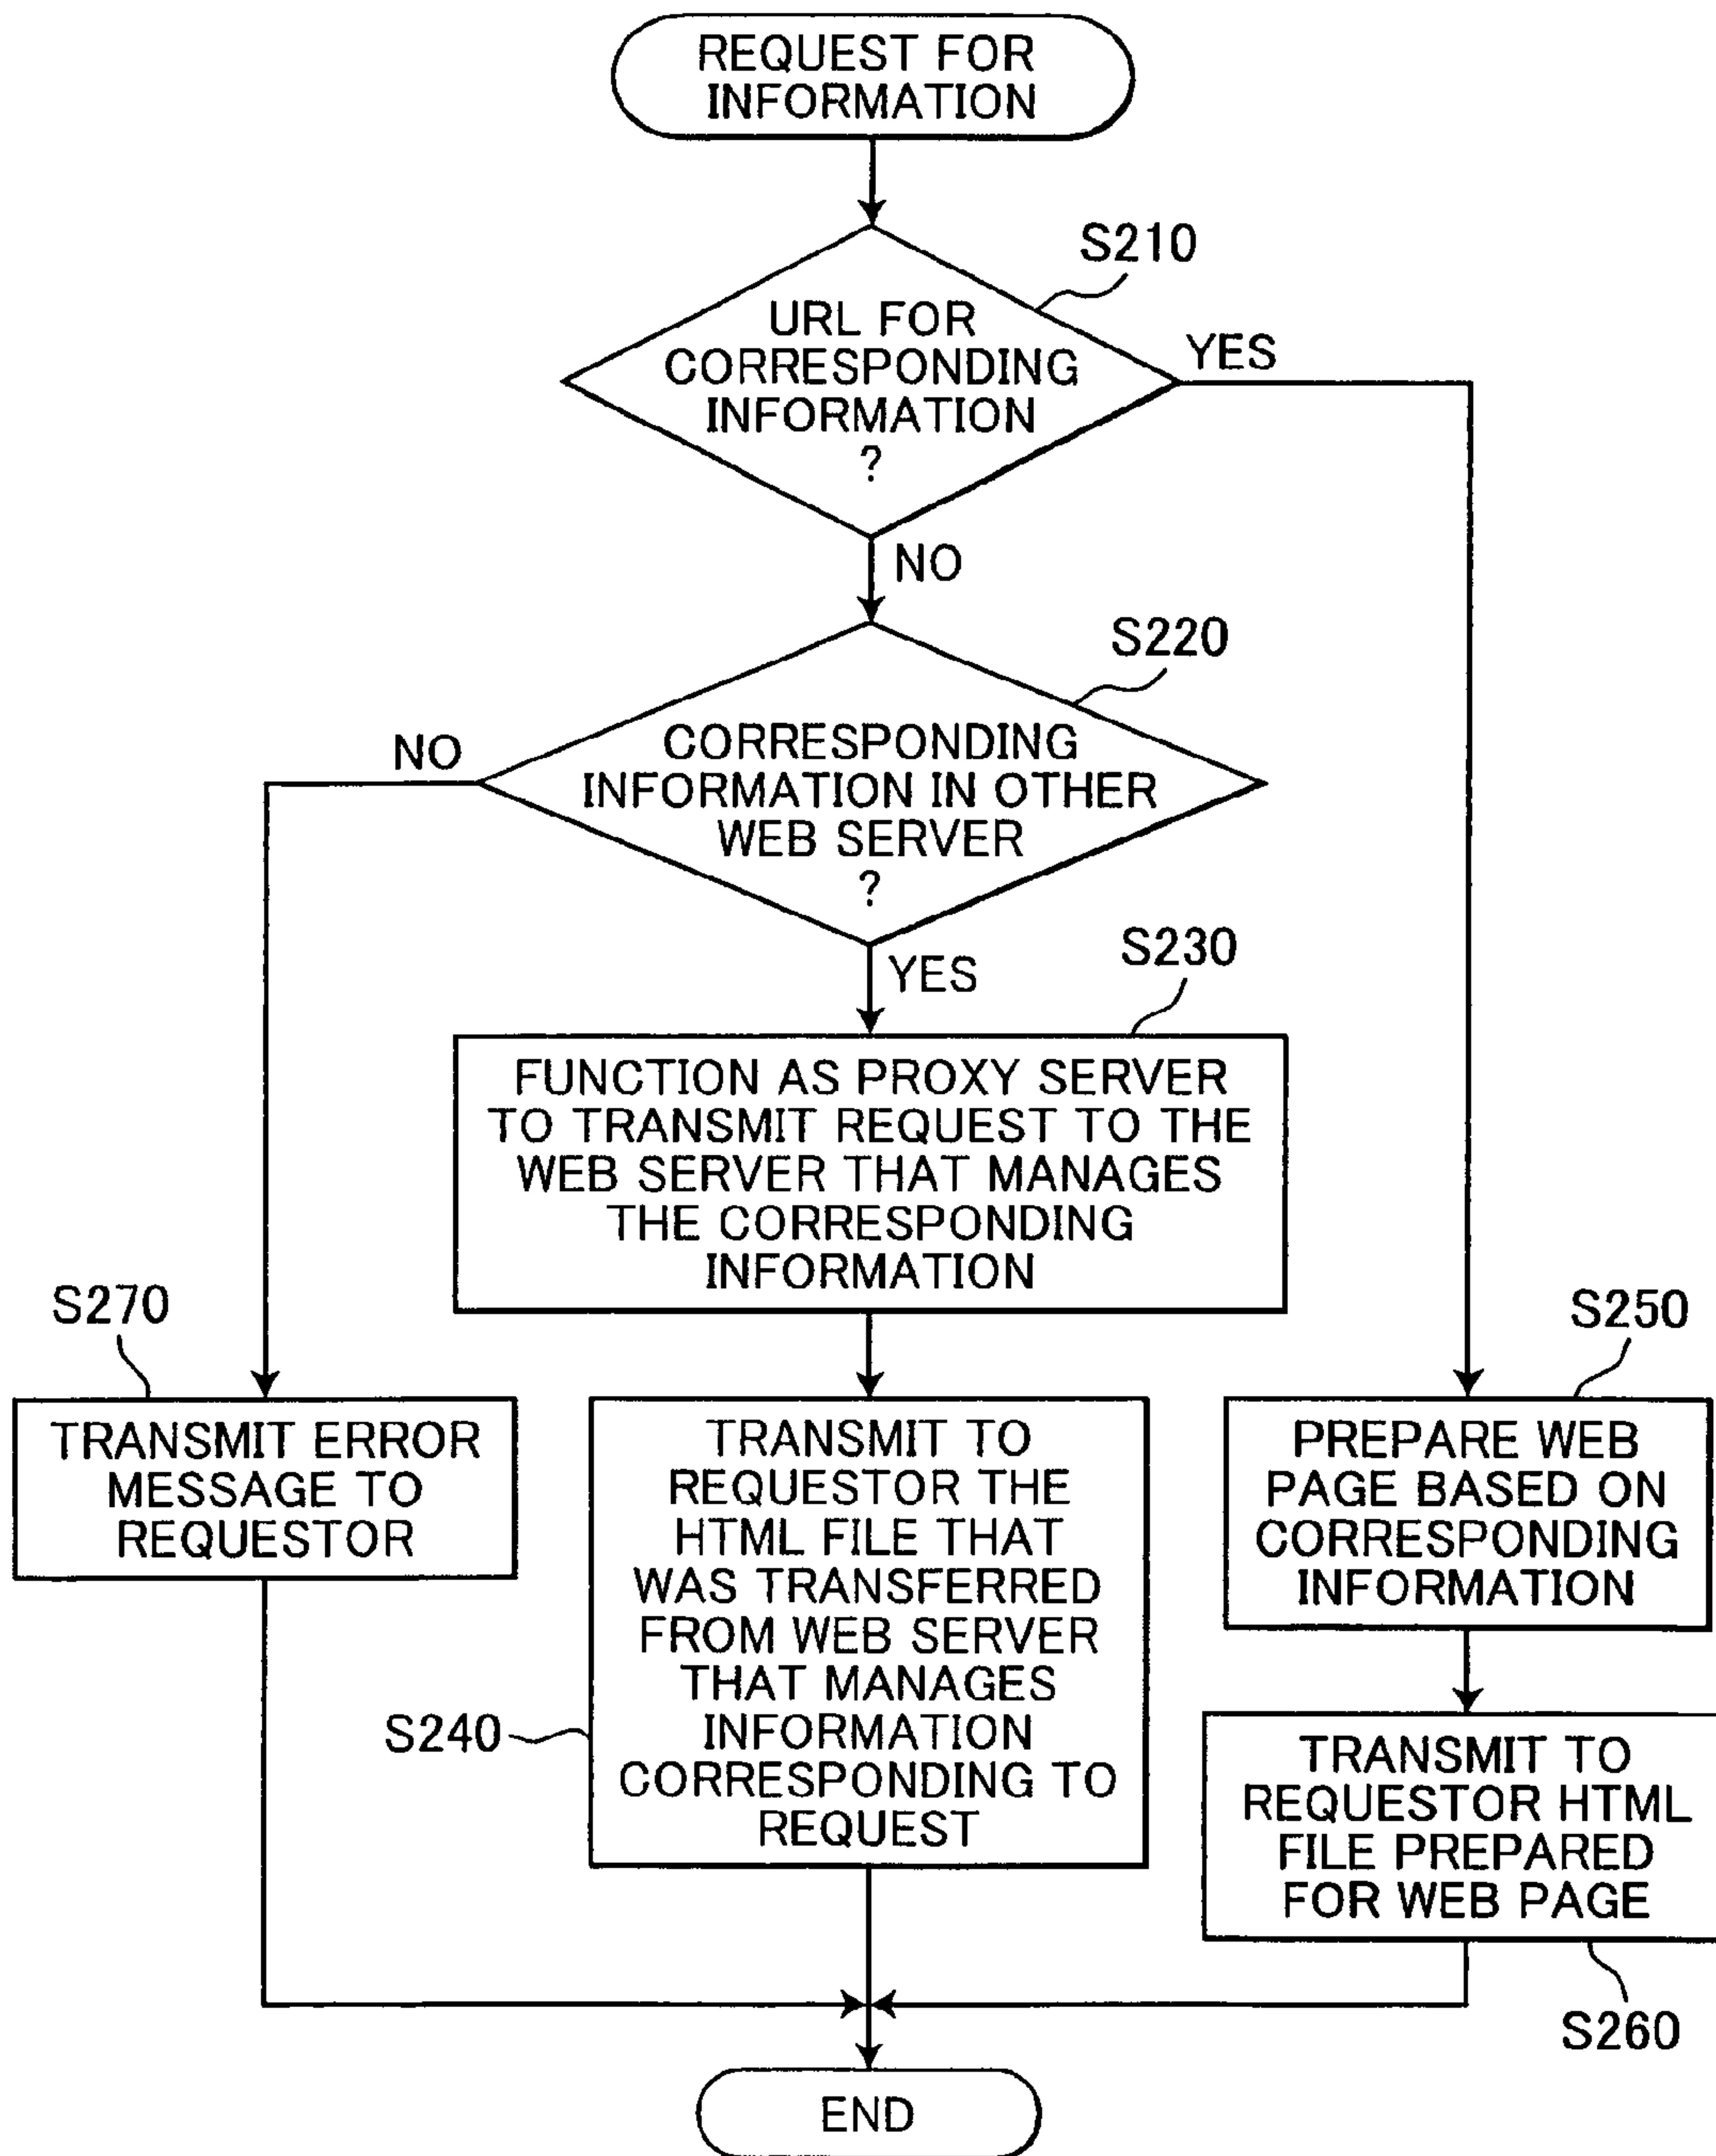 REQUEST FOR
INFORMATION
S210
URL FOR
CORRESPONDING
INFORMATION
?
YES
NO
S220
CORRESPONDING
INFORMATION IN OTHER
WEB SERVER
?
NO
YES
S230
FUNCTION AS PROXY SERVER
TO TRANSMIT REQUEST TO THE
WEB SERVER THAT MANAGES
THE CORRESPONDING
INFORMATION
S270
TRANSMIT ERROR
MESSAGE TO
REQUESTOR
S240
TRANSMIT TO
REQUESTOR THE
HTML FILE THAT
WAS TRANSFERRED
FROM WEB SERVER
THAT MANAGES
INFORMATION
CORRESPONDING TO
REQUEST
S250
PREPARE WEB
PAGE BASED ON
CORRESPONDING
INFORMATION
TRANSMIT TO
REQUESTOR HTML
FILE PREPARED
FOR WEB PAGE
S260
END